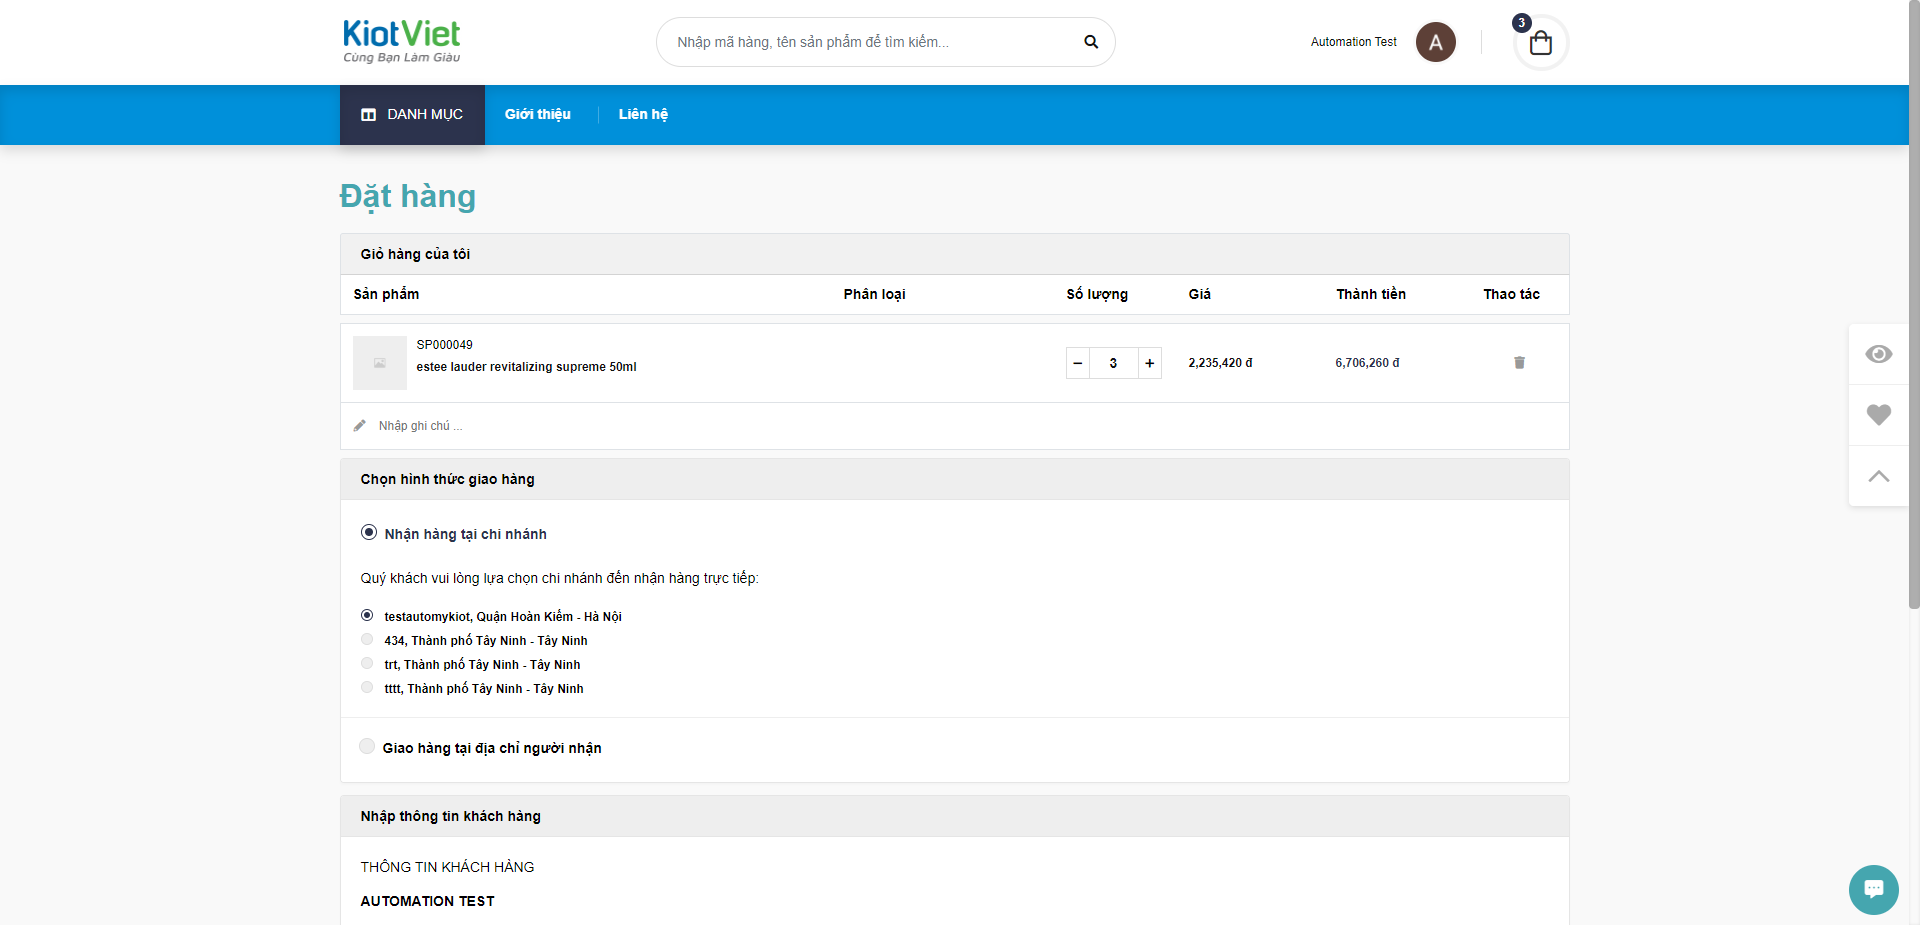 KiotViet
Cùng Bạn Làm Giàu
Nhập mã hàng, tên sản phẩm để tìm kiếm...
Automation Test
A
3
DANH MỤC
Giới thiệu
Liên hệ
Đặt hàng
Giỏ hàng của tôi
Sản phẩm Phân loại Số lượng Giá Thành tiền Thao tác
SP000049
estee lauder revitalizing supreme 50ml
− 3 + 2,235,420 đ 6,706,260 đ
Nhập ghi chú ...
Chọn hình thức giao hàng
Nhận hàng tại chi nhánh
Quý khách vui lòng lựa chọn chi nhánh đến nhận hàng trực tiếp:
testautomykiot, Quận Hoàn Kiếm - Hà Nội
434, Thành phố Tây Ninh - Tây Ninh
trt, Thành phố Tây Ninh - Tây Ninh
tttt, Thành phố Tây Ninh - Tây Ninh
Giao hàng tại địa chỉ người nhận
Nhập thông tin khách hàng
THÔNG TIN KHÁCH HÀNG
AUTOMATION TEST